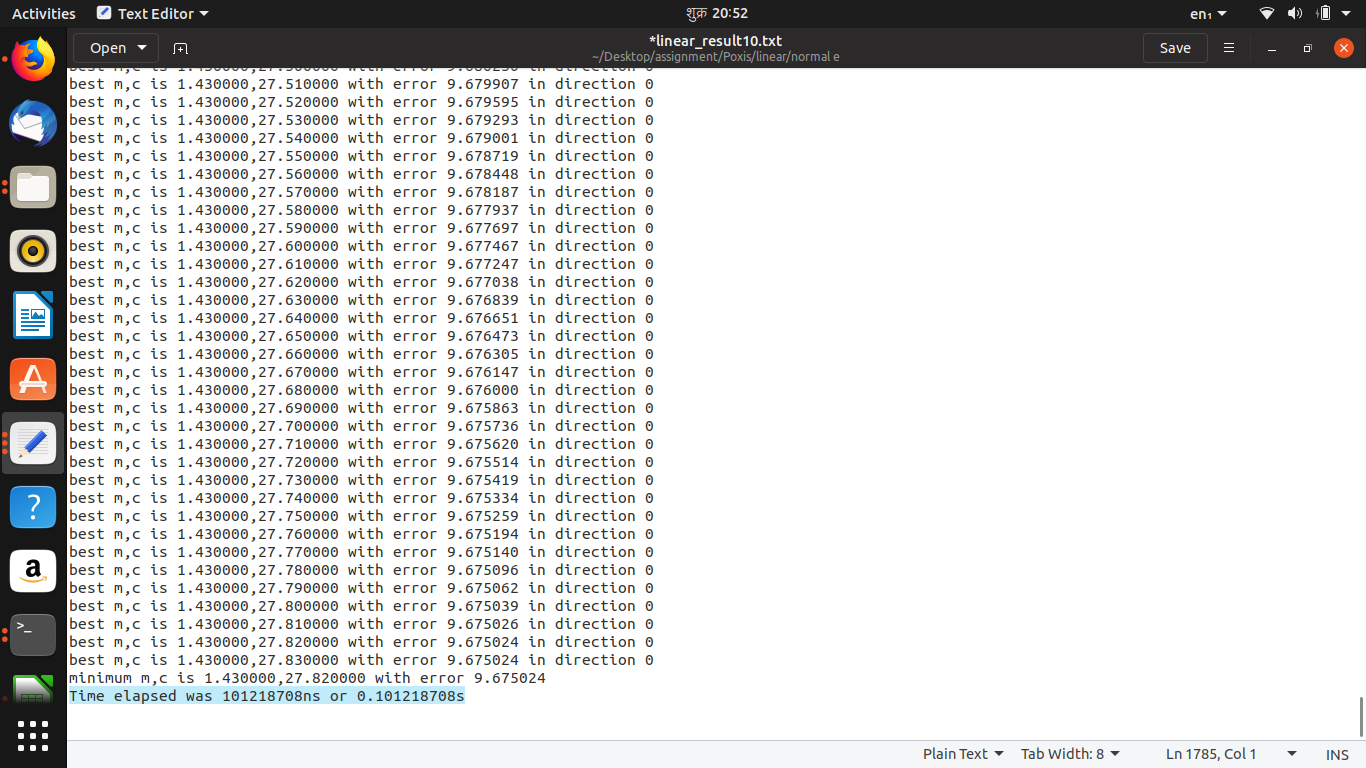 Activities Text Editor शुक्र 20:52 en₁
Open *linear_result10.txt Save
~/Desktop/assignment/Poxis/linear/normal e
best m,c is 1.430000,27.510000 with error 9.679907 in direction 0
best m,c is 1.430000,27.520000 with error 9.679595 in direction 0
best m,c is 1.430000,27.530000 with error 9.679293 in direction 0
best m,c is 1.430000,27.540000 with error 9.679001 in direction 0
best m,c is 1.430000,27.550000 with error 9.678719 in direction 0
best m,c is 1.430000,27.560000 with error 9.678448 in direction 0
best m,c is 1.430000,27.570000 with error 9.678187 in direction 0
best m,c is 1.430000,27.580000 with error 9.677937 in direction 0
best m,c is 1.430000,27.590000 with error 9.677697 in direction 0
best m,c is 1.430000,27.600000 with error 9.677467 in direction 0
best m,c is 1.430000,27.610000 with error 9.677247 in direction 0
best m,c is 1.430000,27.620000 with error 9.677038 in direction 0
best m,c is 1.430000,27.630000 with error 9.676839 in direction 0
best m,c is 1.430000,27.640000 with error 9.676651 in direction 0
best m,c is 1.430000,27.650000 with error 9.676473 in direction 0
best m,c is 1.430000,27.660000 with error 9.676305 in direction 0
best m,c is 1.430000,27.670000 with error 9.676147 in direction 0
best m,c is 1.430000,27.680000 with error 9.676000 in direction 0
best m,c is 1.430000,27.690000 with error 9.675863 in direction 0
best m,c is 1.430000,27.700000 with error 9.675736 in direction 0
best m,c is 1.430000,27.710000 with error 9.675620 in direction 0
best m,c is 1.430000,27.720000 with error 9.675514 in direction 0
best m,c is 1.430000,27.730000 with error 9.675419 in direction 0
best m,c is 1.430000,27.740000 with error 9.675334 in direction 0
best m,c is 1.430000,27.750000 with error 9.675259 in direction 0
best m,c is 1.430000,27.760000 with error 9.675194 in direction 0
best m,c is 1.430000,27.770000 with error 9.675140 in direction 0
best m,c is 1.430000,27.780000 with error 9.675096 in direction 0
best m,c is 1.430000,27.790000 with error 9.675062 in direction 0
best m,c is 1.430000,27.800000 with error 9.675039 in direction 0
best m,c is 1.430000,27.810000 with error 9.675026 in direction 0
best m,c is 1.430000,27.820000 with error 9.675024 in direction 0
best m,c is 1.430000,27.830000 with error 9.675024 in direction 0
minimum m,c is 1.430000,27.820000 with error 9.675024
Time elapsed was 101218708ns or 0.101218708s
Plain Text Tab Width: 8 Ln 1785, Col 1 INS